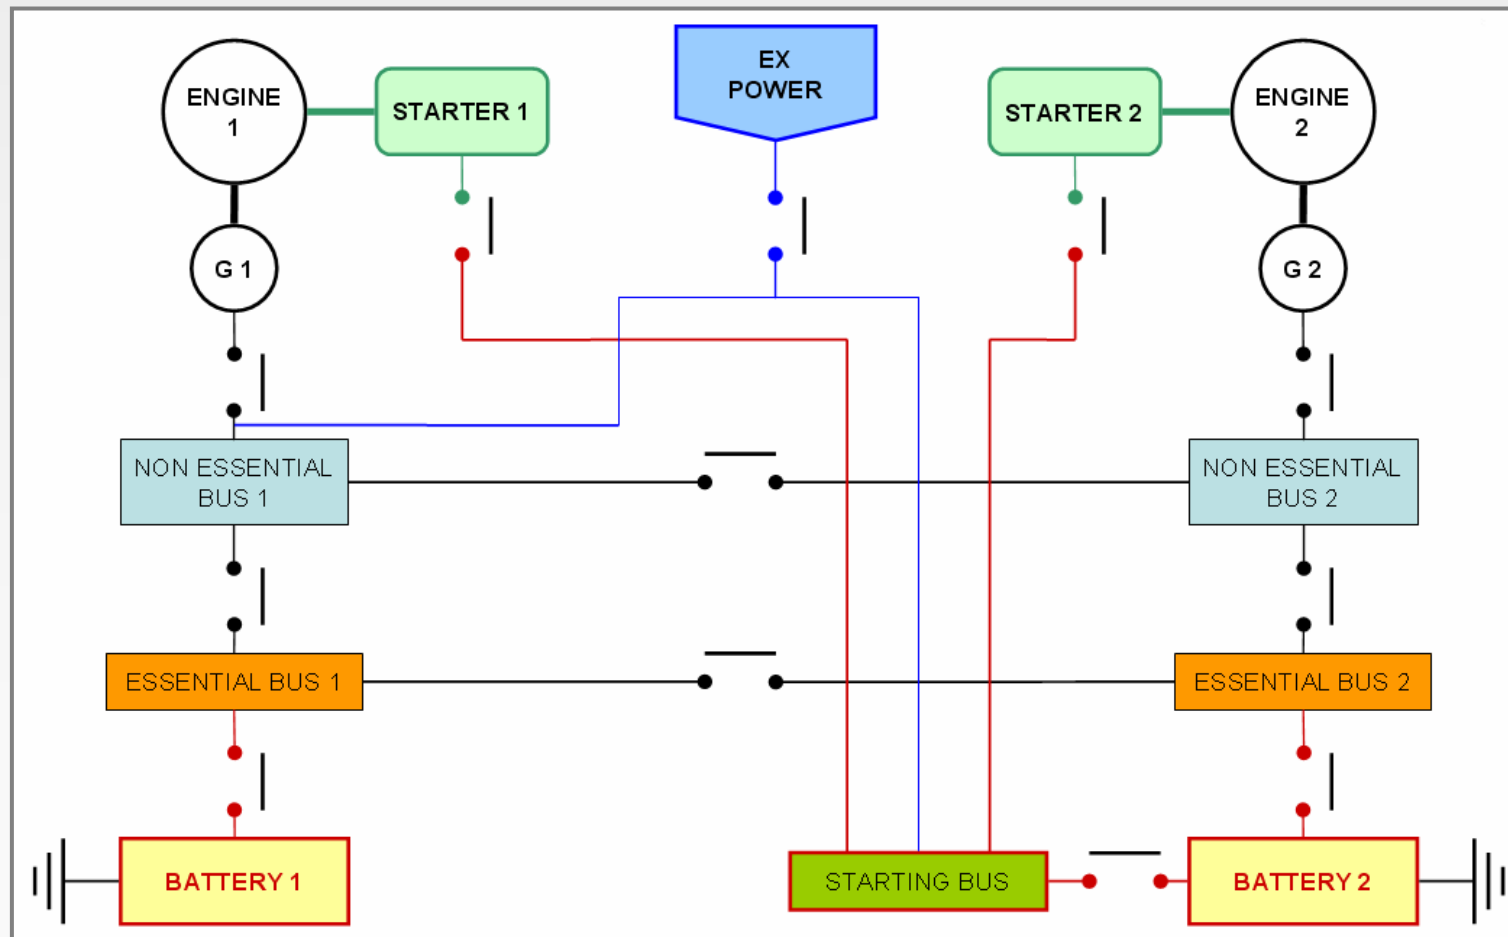 ENGINE
1
STARTER 1
EX
POWER
STARTER 2
ENGINE
2
G 1
G 2
NON ESSENTIAL
BUS 1
NON ESSENTIAL
BUS 2
ESSENTIAL BUS 1
ESSENTIAL BUS 2
BATTERY 1
STARTING BUS
BATTERY 2